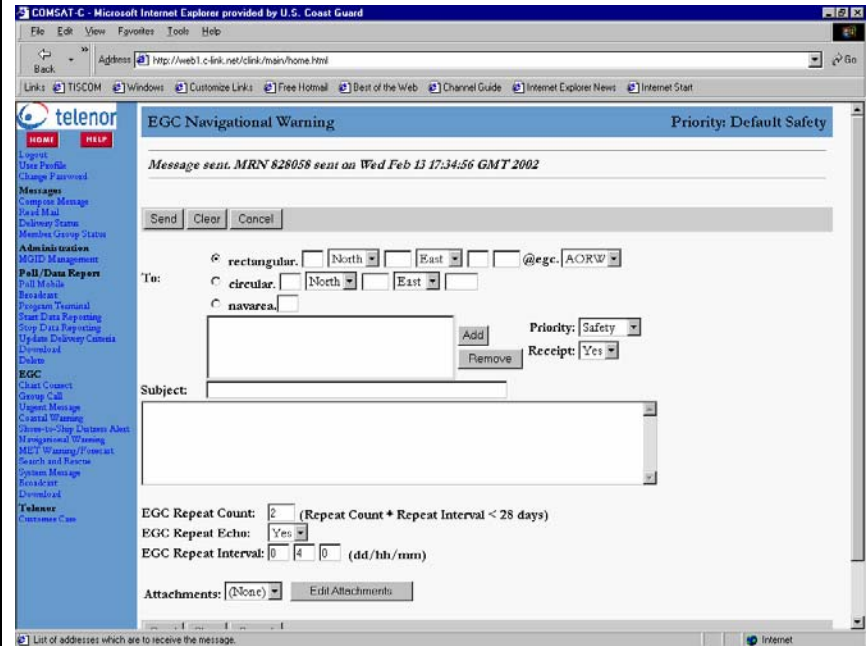 COMSAT-C - Microsoft Internet Explorer provided by U.S. Coast Guard
File Edit View Favorites Tools Help
Back
Address http://web1.c-link.net/clink/main/home.html Go
Links TISCOM Windows Customize Links Free Hotmail Best of the Web Channel Guide Internet Explorer News Internet Start
telenor
HOME HELP
Logout
User Profile
Change Password
Messages
Compose Message
Read Mail
Delivery Status
Member Group Status
Administration
MGID Management
Poll/Data Report
Poll Mobile
Broadcast
Program Terminal
Start Data Reporting
Stop Data Reporting
Update Delivery Criteria
Download
Delete
EGC
Chart Connect
Group Call
Urgent Message
Coastal Warning
Shore-to-Ship Distress Alert
Navigational Warning
MET Warning/Forecast
Search and Rescue
System Message
Broadcast
Download
Telenor
Customer Care
EGC Navigational Warning Priority: Default Safety
Message sent. MRN 828058 sent on Wed Feb 13 17:34:56 GMT 2002
Send Clear Cancel
To:
rectangular. North East @egc. AORW
circular. North East
navarea.
Add
Remove
Priority: Safety
Receipt: Yes
Subject:
EGC Repeat Count: 2 (Repeat Count * Repeat Interval < 28 days)
EGC Repeat Echo: Yes
EGC Repeat Interval: 0 4 0 (dd/hh/mm)
Attachments: (None) Edit Attachments
List of addresses which are to receive the message. Internet